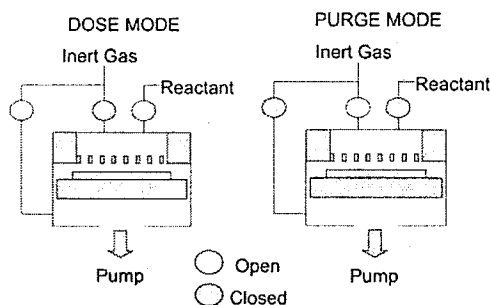 DOSE MODE
Inert Gas
Reactant
Pump
PURGE MODE
Inert Gas
Reactant
Pump
Open
Closed